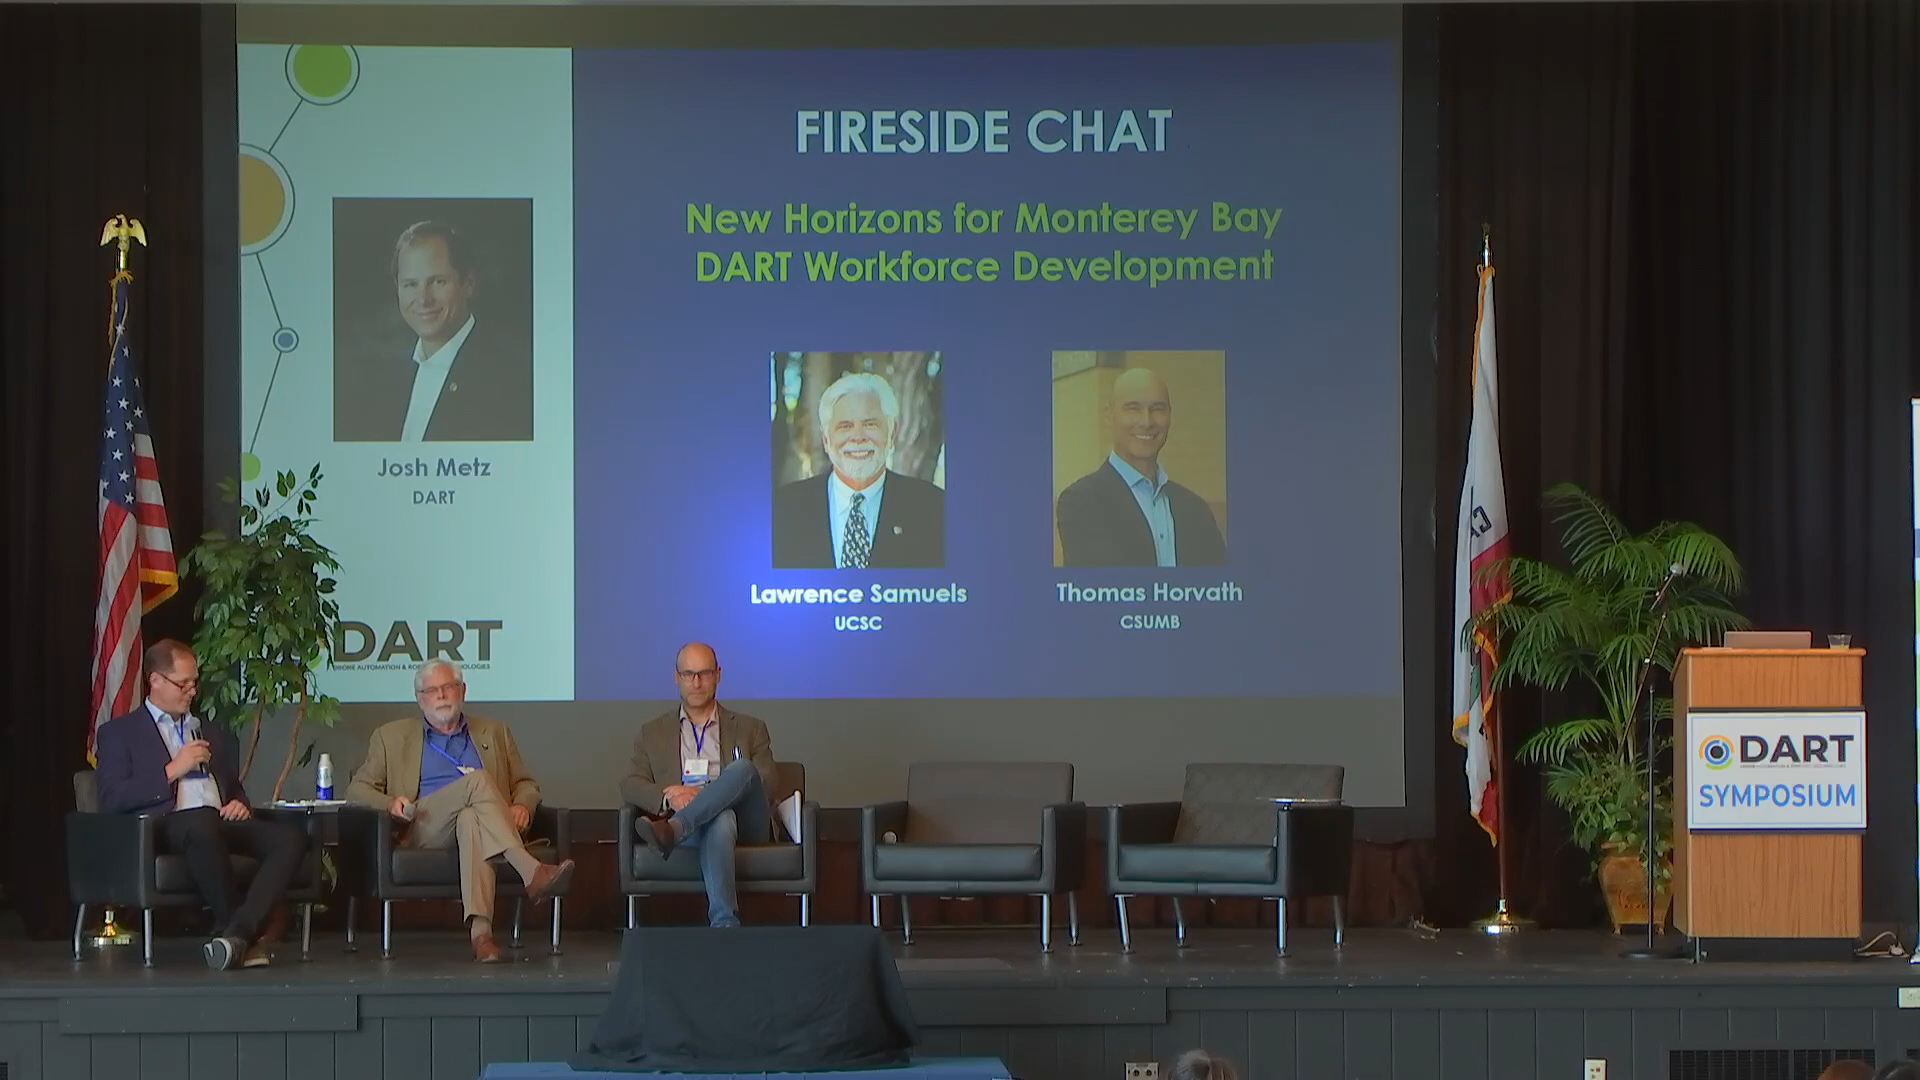 FIRESIDE CHAT
New Horizons for Monterey Bay
DART Workforce Development
Josh Metz
DART
Lawrence Samuels
UCSC
Thomas Horvath
CSUMB
DART
DART
SYMPOSIUM